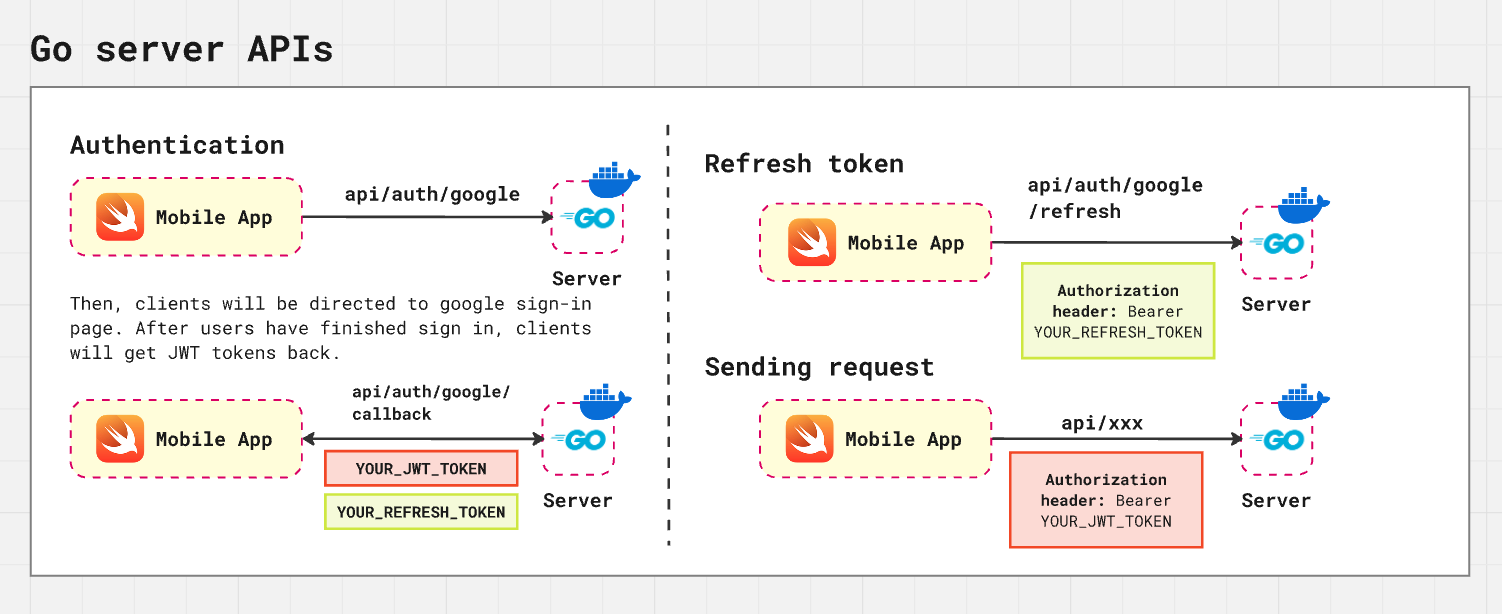 Go server APIs
Authentication
Mobile App
api/auth/google
GO
Server
Then, clients will be directed to google sign-in
page. After users have finished sign in, clients
will get JWT tokens back.
Mobile App
api/auth/google/
callback
YOUR_JWT_TOKEN
YOUR_REFRESH_TOKEN
GO
Server
Refresh token
Mobile App
api/auth/google
/refresh
Authorization
header: Bearer
YOUR_REFRESH_TOKEN
GO
Server
Sending request
Mobile App
api/xxx
Authorization
header: Bearer
YOUR_JWT_TOKEN
GO
Server